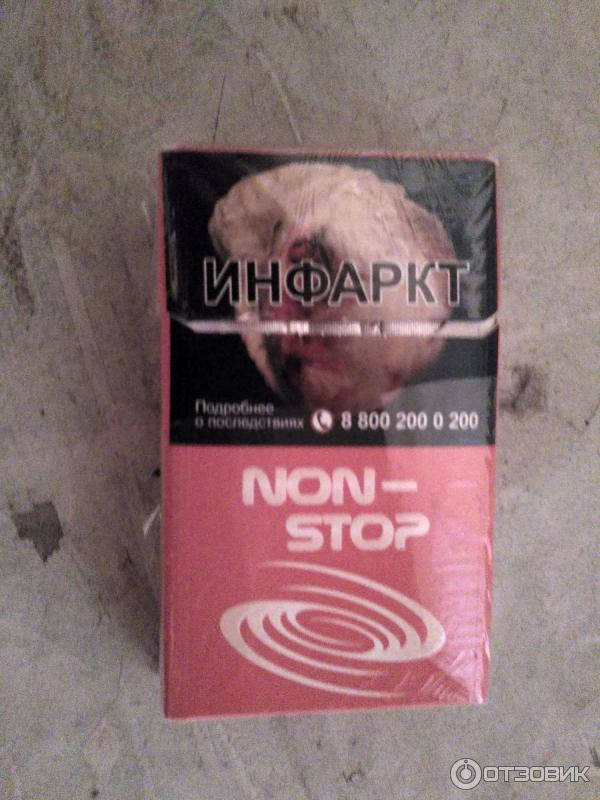 ИНФАРКТ
Подробнее
о последствиях 8 800 200 0 200
NON-
STOP
ОТЗОВИК